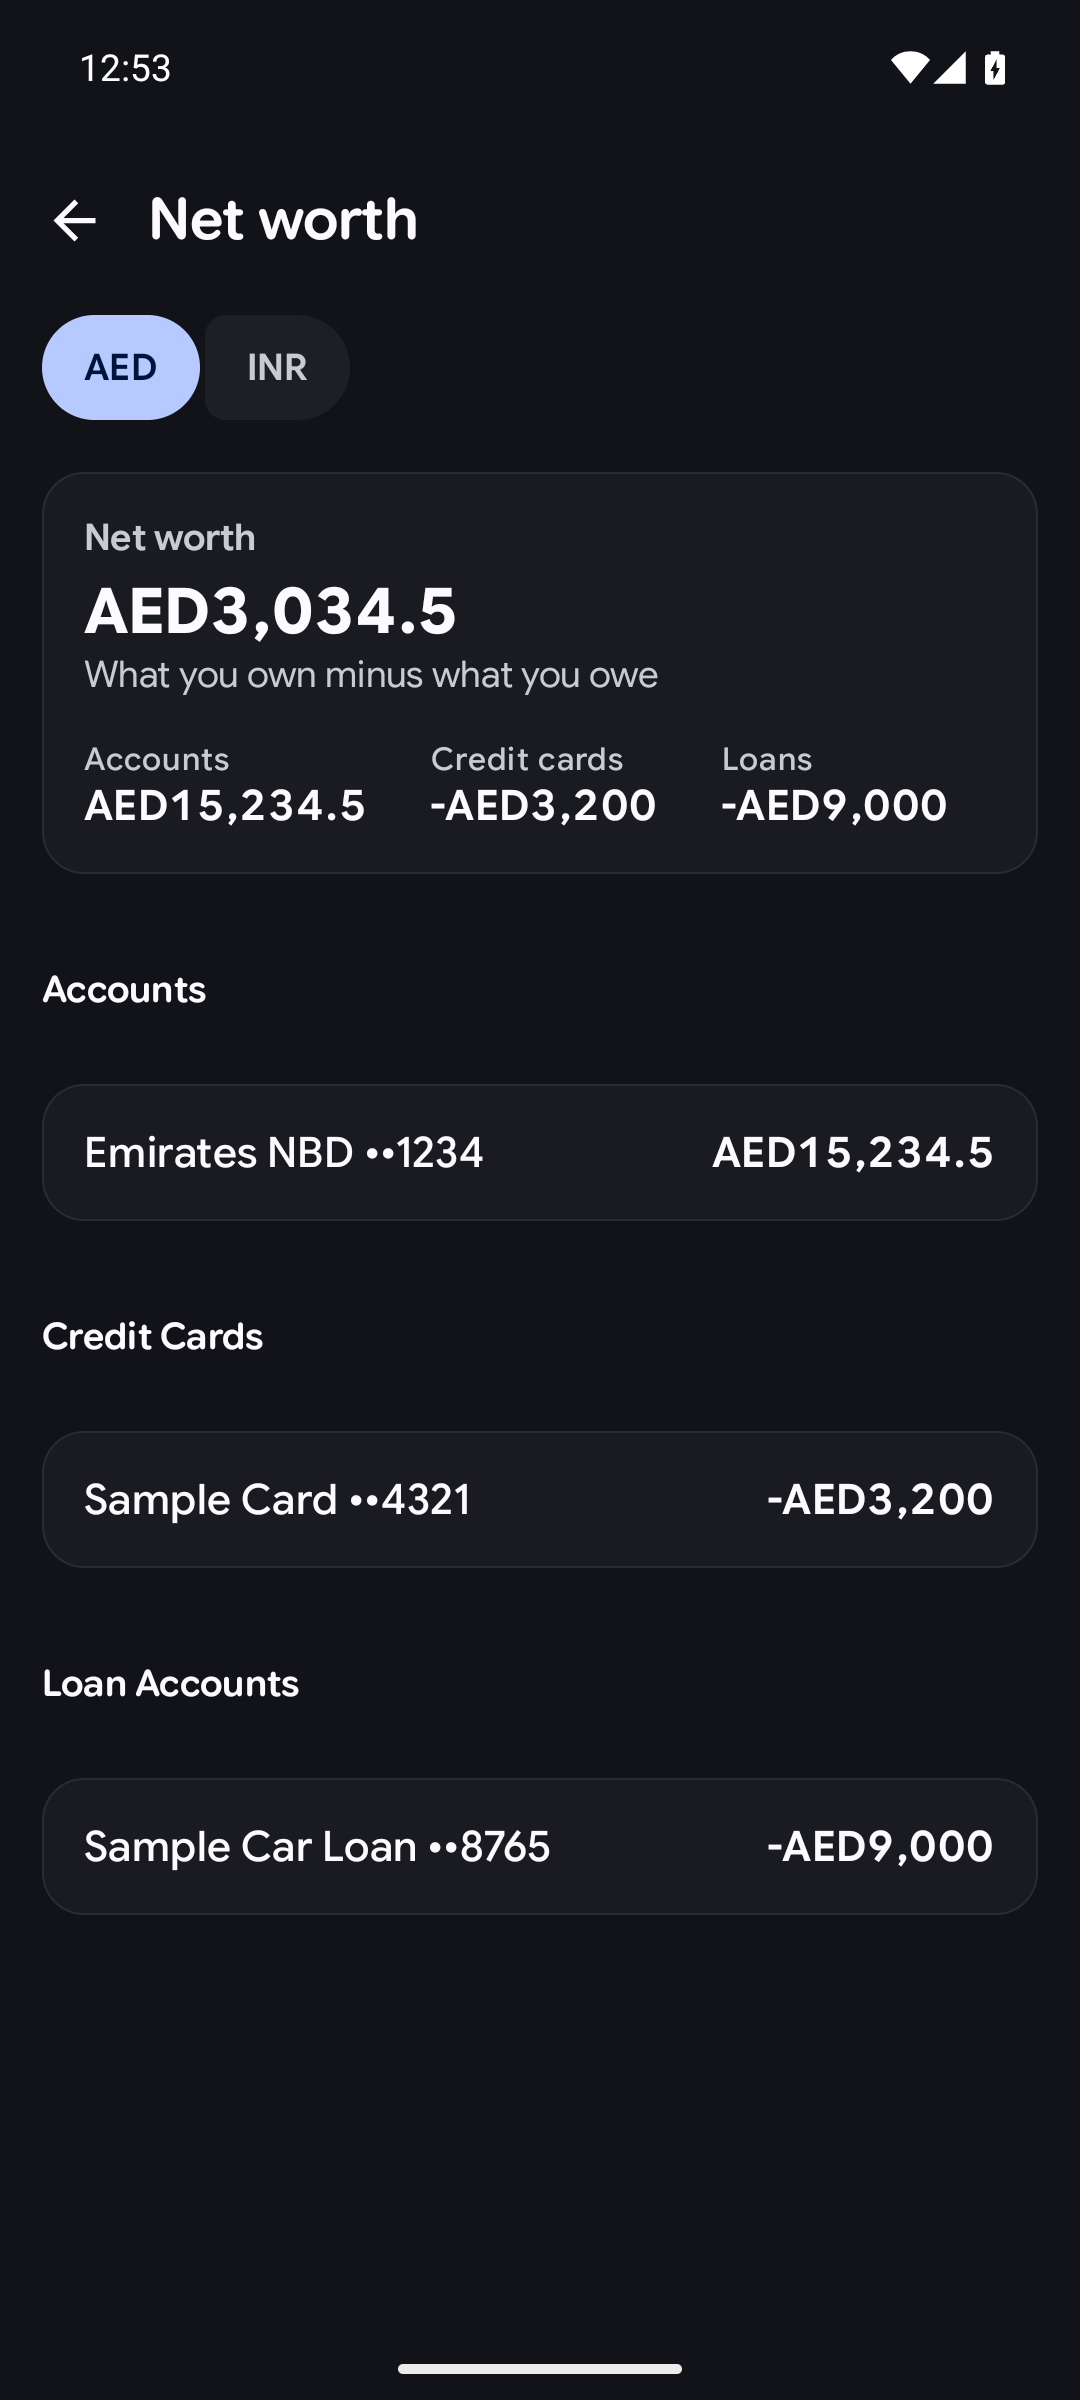 12:53
Net worth
AED
INR
Net worth
AED3,034.5
What you own minus what you owe
Accounts Credit cards Loans
AED15,234.5 -AED3,200 -AED9,000
Accounts
Emirates NBD ••1234 AED15,234.5
Credit Cards
Sample Card ••4321 -AED3,200
Loan Accounts
Sample Car Loan ••8765 -AED9,000